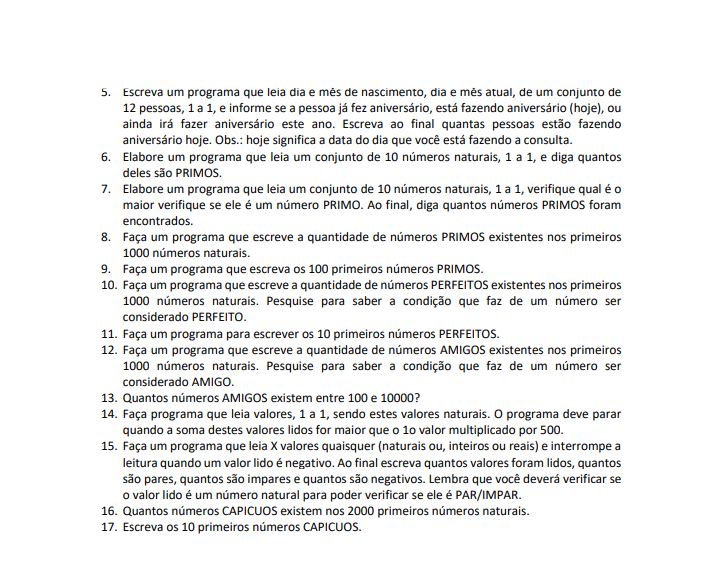 5. Escreva um programa que leia dia e mês de nascimento, dia e mês atual, de um conjunto de
12 pessoas, 1 a 1, e informe se a pessoa já fez aniversário, está fazendo aniversário (hoje), ou
ainda irá fazer aniversário este ano. Escreva ao final quantas pessoas estão fazendo
aniversário hoje. Obs.: hoje significa a data do dia que você está fazendo a consulta.
6. Elabore um programa que leia um conjunto de 10 números naturais, 1 a 1, e diga quantos
deles são PRIMOS.
7. Elabore um programa que leia um conjunto de 10 números naturais, 1 a 1, verifique qual é o
maior verifique se ele é um número PRIMO. Ao final, diga quantos números PRIMOS foram
encontrados.
8. Faça um programa que escreve a quantidade de números PRIMOS existentes nos primeiros
1000 números naturais.
9. Faça um programa que escreva os 100 primeiros números PRIMOS.
10. Faça um programa que escreve a quantidade de números PERFEITOS existentes nos primeiros
1000 números naturais. Pesquise para saber a condição que faz de um número ser
considerado PERFEITO.
11. Faça um programa para escrever os 10 primeiros números PERFEITOS.
12. Faça um programa que escreve a quantidade de números AMIGOS existentes nos primeiros
1000 números naturais. Pesquise para saber a condição que faz de um número ser
considerado AMIGO.
13. Quantos números AMIGOS existem entre 100 e 10000?
14. Faça programa que leia valores, 1 a 1, sendo estes valores naturais. O programa deve parar
quando a soma destes valores lidos for maior que o 1o valor multiplicado por 500.
15. Faça um programa que leia X valores quaisquer (naturais ou, inteiros ou reais) e interrompe a
leitura quando um valor lido é negativo. Ao final escreva quantos valores foram lidos, quantos
são pares, quantos são impares e quantos são negativos. Lembra que você deverá verificar se
o valor lido é um número natural para poder verificar se ele é PAR/IMPAR.
16. Quantos números CAPICUOS existem nos 2000 primeiros números naturais.
17. Escreva os 10 primeiros números CAPICUOS.